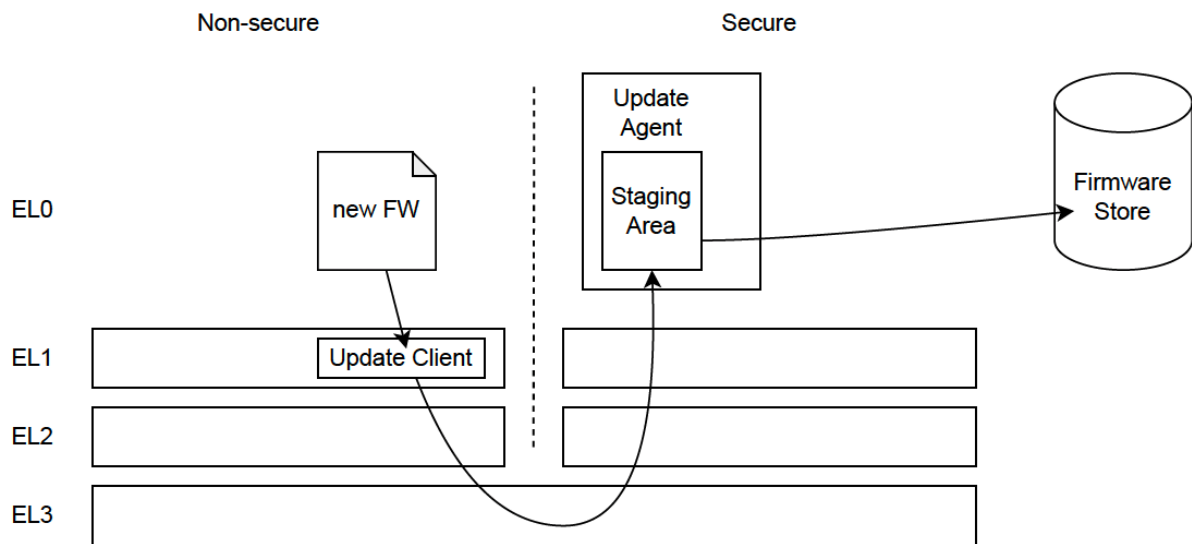 Non-secure
Secure
Update
Agent
EL0
new FW
Staging
Area
Firmware
Store
EL1
Update Client
EL2
EL3